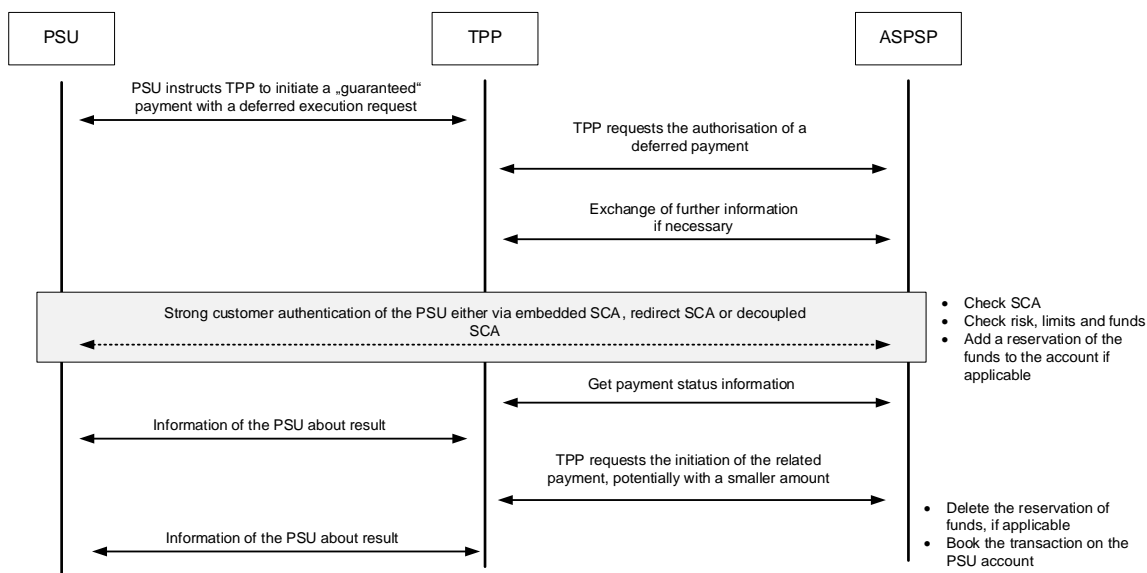 PSU
TPP
ASPSP
PSU instructs TPP to initiate a „guaranteed“
payment with a deferred execution request
TPP requests the authorisation of a
deferred payment
Exchange of further information
if necessary
Strong customer authentication of the PSU either via embedded SCA, redirect SCA or decoupled
SCA
• Check SCA
• Check risk, limits and funds
• Add a reservation of the
funds to the account if
applicable
Get payment status information
Information of the PSU about result
TPP requests the initiation of the related
payment, potentially with a smaller amount
• Delete the reservation of
funds, if applicable
• Book the transaction on the
PSU account
Information of the PSU about result